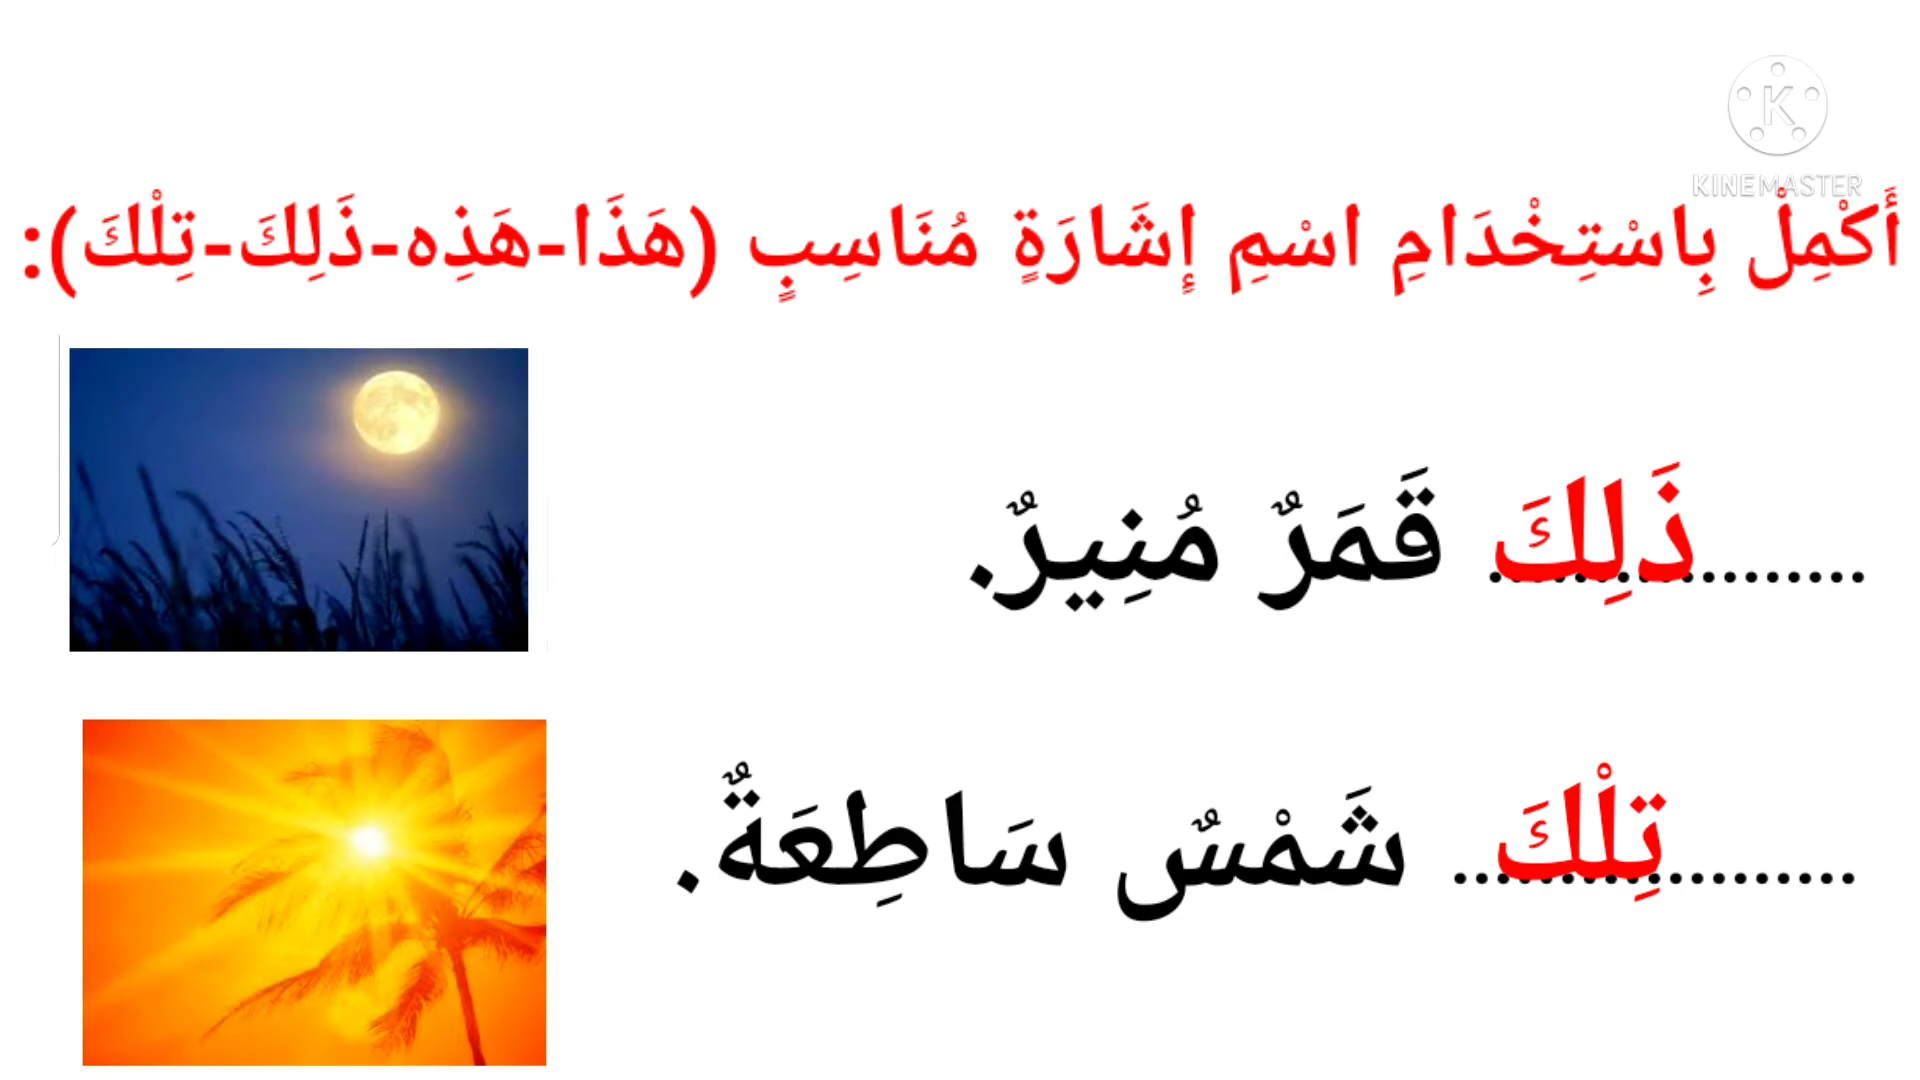 KINEMASTER
أَكْمِلْ بِاسْتِخْدَامِ اسْمِ إِشَارَةٍ مُنَاسِبٍ (هَذَا-هَذِه-ذَلِكَ-تِلْكَ):
ذَلِكَ.................. قَمَرٌ مُنِيرٌ.
تِلْكَ.................. شَمْسٌ سَاطِعَةٌ.